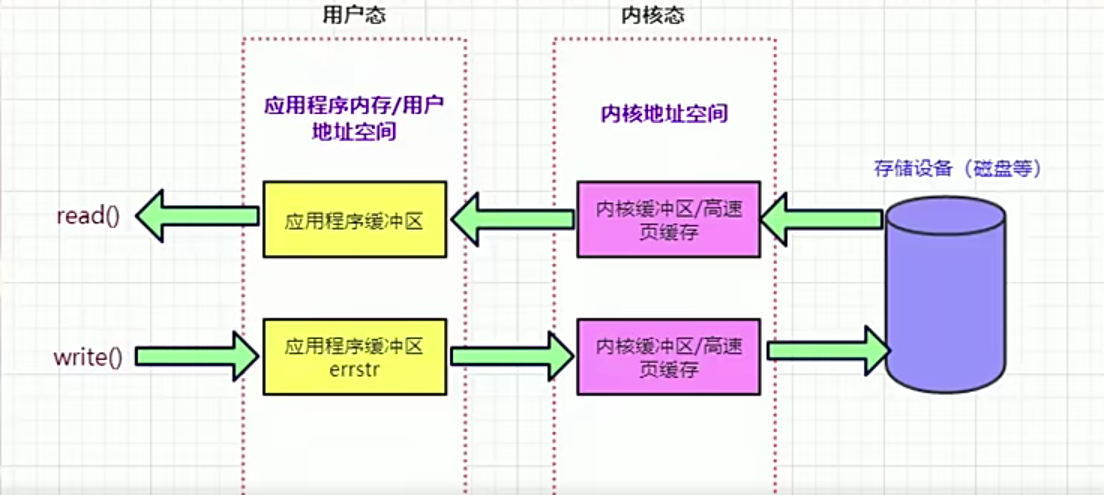 用户态
内核态
应用程序内存/用户
地址空间
内核地址空间
存储设备（磁盘等）
read()
应用程序缓冲区
内核缓冲区/高速
页缓存
write()
应用程序缓冲区
errstr
内核缓冲区/高速
页缓存